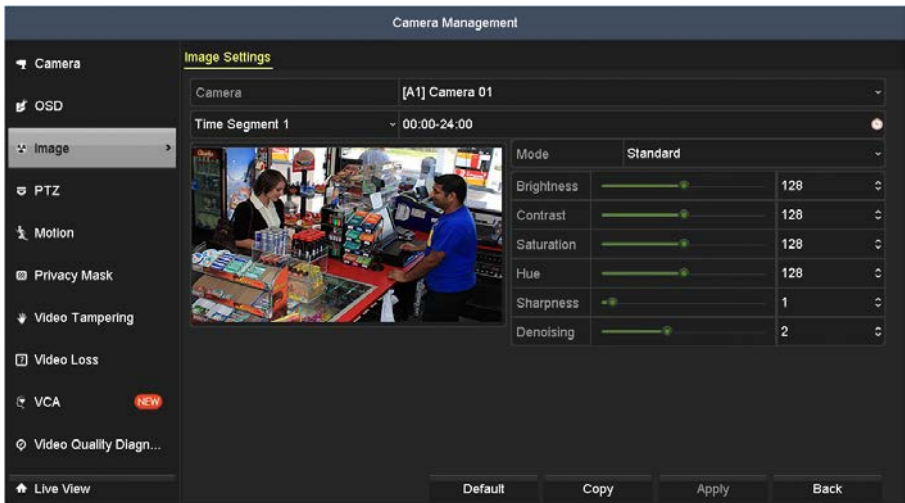 Camera Management
Camera
OSD
Image
PTZ
Motion
Privacy Mask
Video Tampering
Video Loss
VCA NEW
Video Quality Diagn...
Live View
Image Settings
Camera [A1] Camera 01
Time Segment 1 00:00-24:00
Mode Standard
Brightness 128
Contrast 128
Saturation 128
Hue 128
Sharpness 1
Denoising 2
Default Copy Apply Back